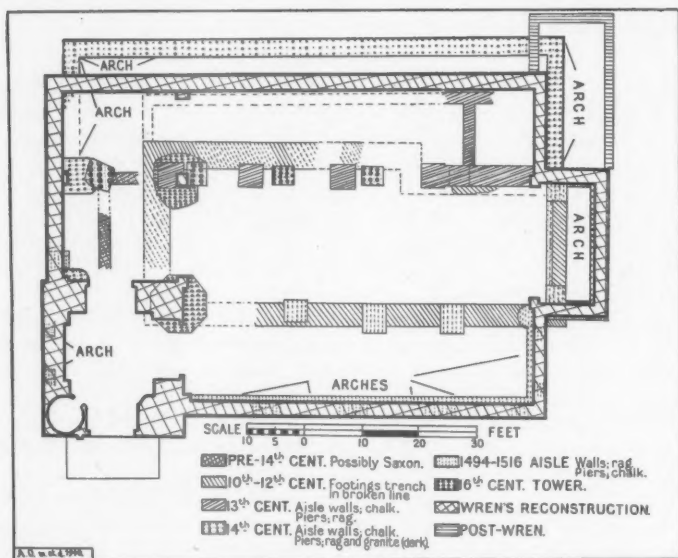 ARCH
ARCH
ARCH
ARCH
ARCH
ARCHES
SCALE
FEET
10 5 0 10 20 30
PRE-14th CENT. Possibly Saxon.
10th-12th CENT. Footings trench
in broken line
13th CENT. Aisle walls; chalk.
Piers; rag.
14th CENT. Aisle walls; chalk.
Piers; rag and granite (dark).
1494-1516 AISLE Walls; rag
Piers; chalk.
16th CENT. TOWER.
WREN'S RECONSTRUCTION.
POST-WREN.